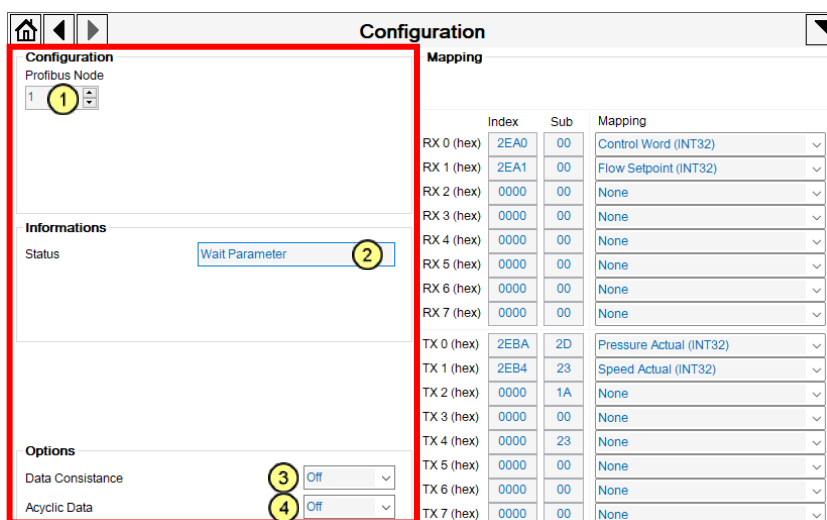 Configuration
Configuration
Profibus Node
1
1
Informations
Status
Wait Parameter
2
Options
Data Consistance
3
Off
Acyclic Data
4
Off
Mapping
Index Sub Mapping
RX 0 (hex) 2EA0 00 Control Word (INT32)
RX 1 (hex) 2EA1 00 Flow Setpoint (INT32)
RX 2 (hex) 0000 00 None
RX 3 (hex) 0000 00 None
RX 4 (hex) 0000 00 None
RX 5 (hex) 0000 00 None
RX 6 (hex) 0000 00 None
RX 7 (hex) 0000 00 None
TX 0 (hex) 2EBA 2D Pressure Actual (INT32)
TX 1 (hex) 2EB4 23 Speed Actual (INT32)
TX 2 (hex) 0000 1A None
TX 3 (hex) 0000 00 None
TX 4 (hex) 0000 23 None
TX 5 (hex) 0000 00 None
TX 6 (hex) 0000 00 None
TX 7 (hex) 0000 00 None